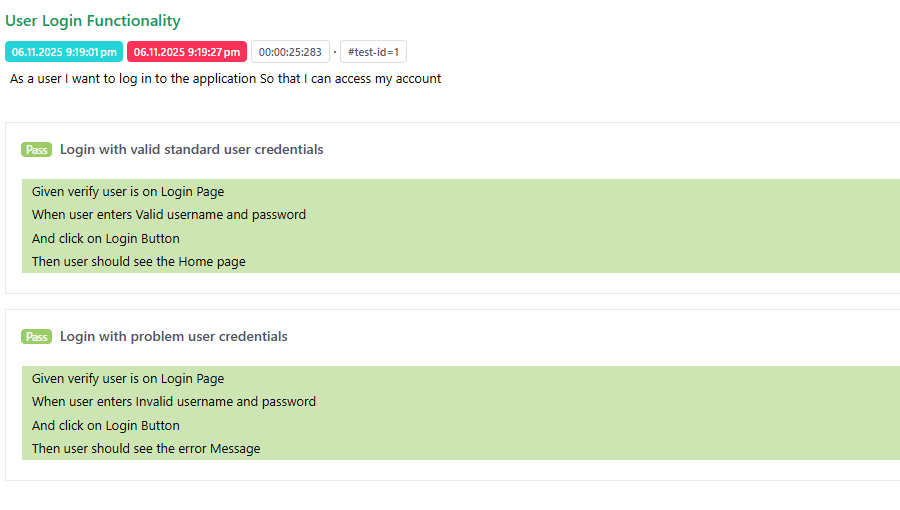 User Login Functionality
06.11.2025 9:19:01 pm 06.11.2025 9:19:27 pm 00:00:25:283 · #test-id=1
As a user I want to log in to the application So that I can access my account
Pass Login with valid standard user credentials
Given verify user is on Login Page
When user enters Valid username and password
And click on Login Button
Then user should see the Home page
Pass Login with problem user credentials
Given verify user is on Login Page
When user enters Invalid username and password
And click on Login Button
Then user should see the error Message